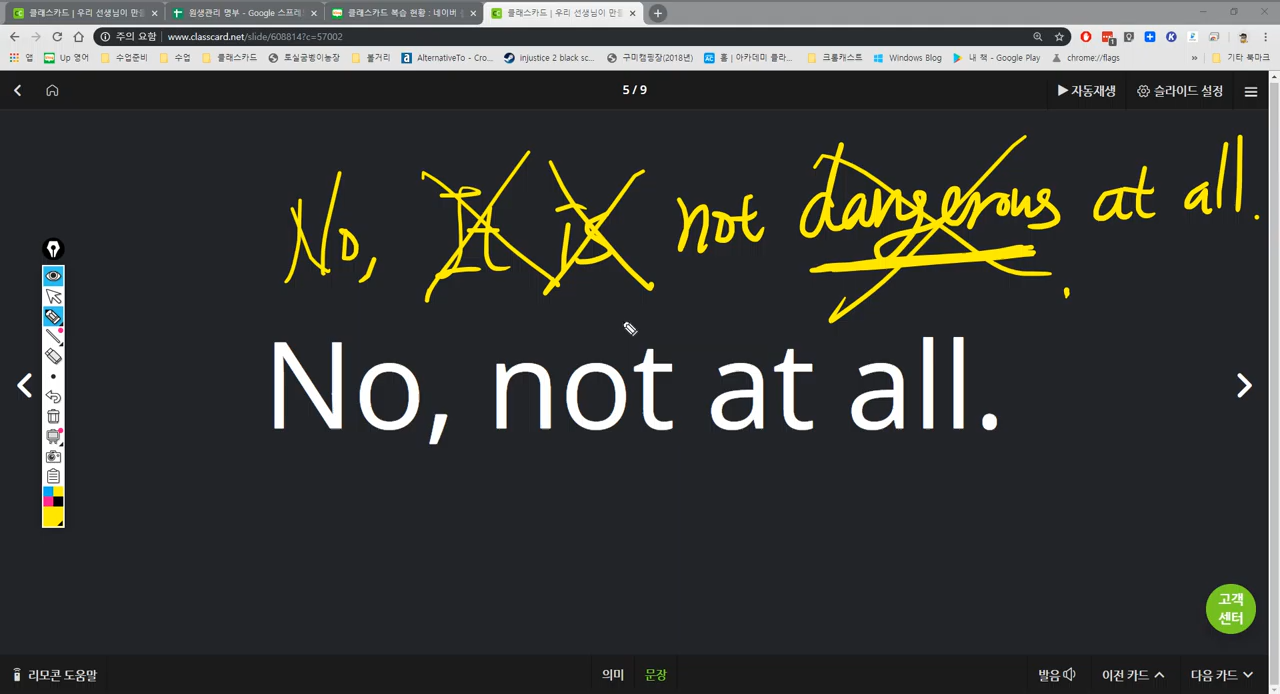 클래스카드 | 우리 선생님이 만든
원생관리 명부 - Google 스프레
클래스카드 복습 현황 : 네이버
클래스카드 | 우리 선생님이 만든
주의 요함 | www.classcard.net/slide/608814?c=57002
앱 Up 영어 수업준비 수업 클래스카드 토실공병이농장 볼거리 AlternativeTo - Cro... Injustice 2 black sc... 구미캠핑장(2018년) 홈 | 아카데미 클라... 크롬캐스트 Windows Blog 내 책 - Google Play chrome://flags » 기타 북마크
5 / 9 자동재생 슬라이드 설정
No, It is not dangerous at all.
No, not at all.
고객
센터
리모콘 도움말 의미 문장 발음 이전 카드 다음 카드